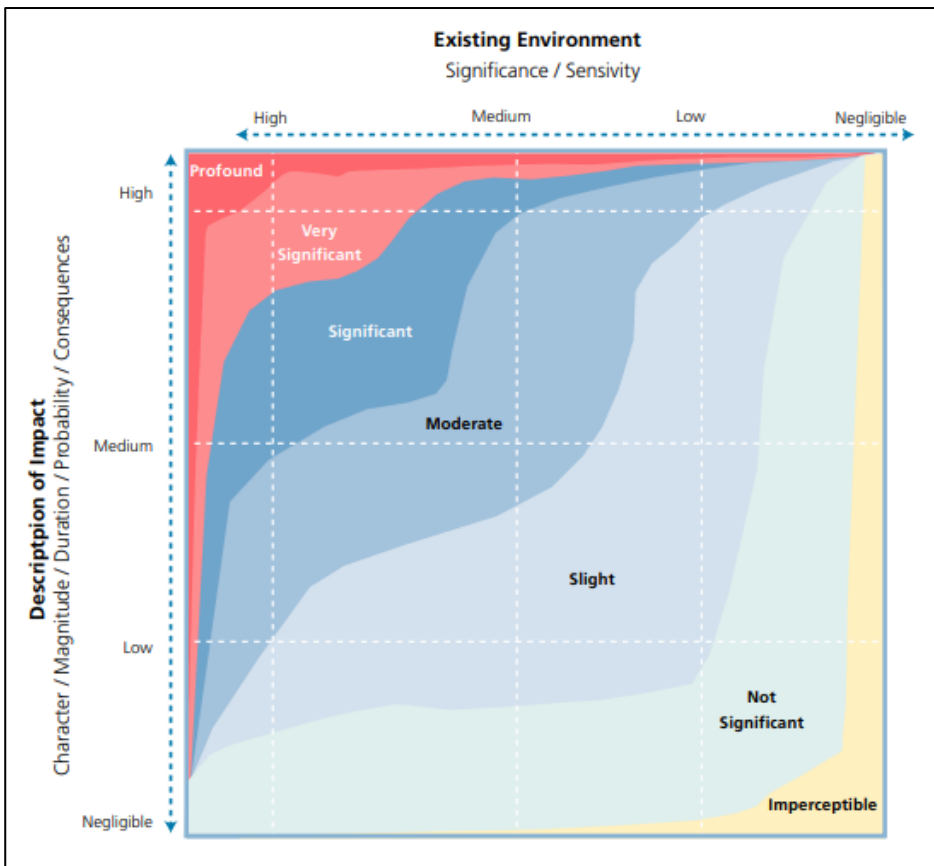 Existing Environment
Significance / Sensivity
High
Medium
Low
Negligible
Descriptpion of Impact
Character / Magnitude / Duration / Probability / Consequences
High
Medium
Low
Negligible
Profound
Very
Significant
Significant
Moderate
Slight
Not
Significant
Imperceptible